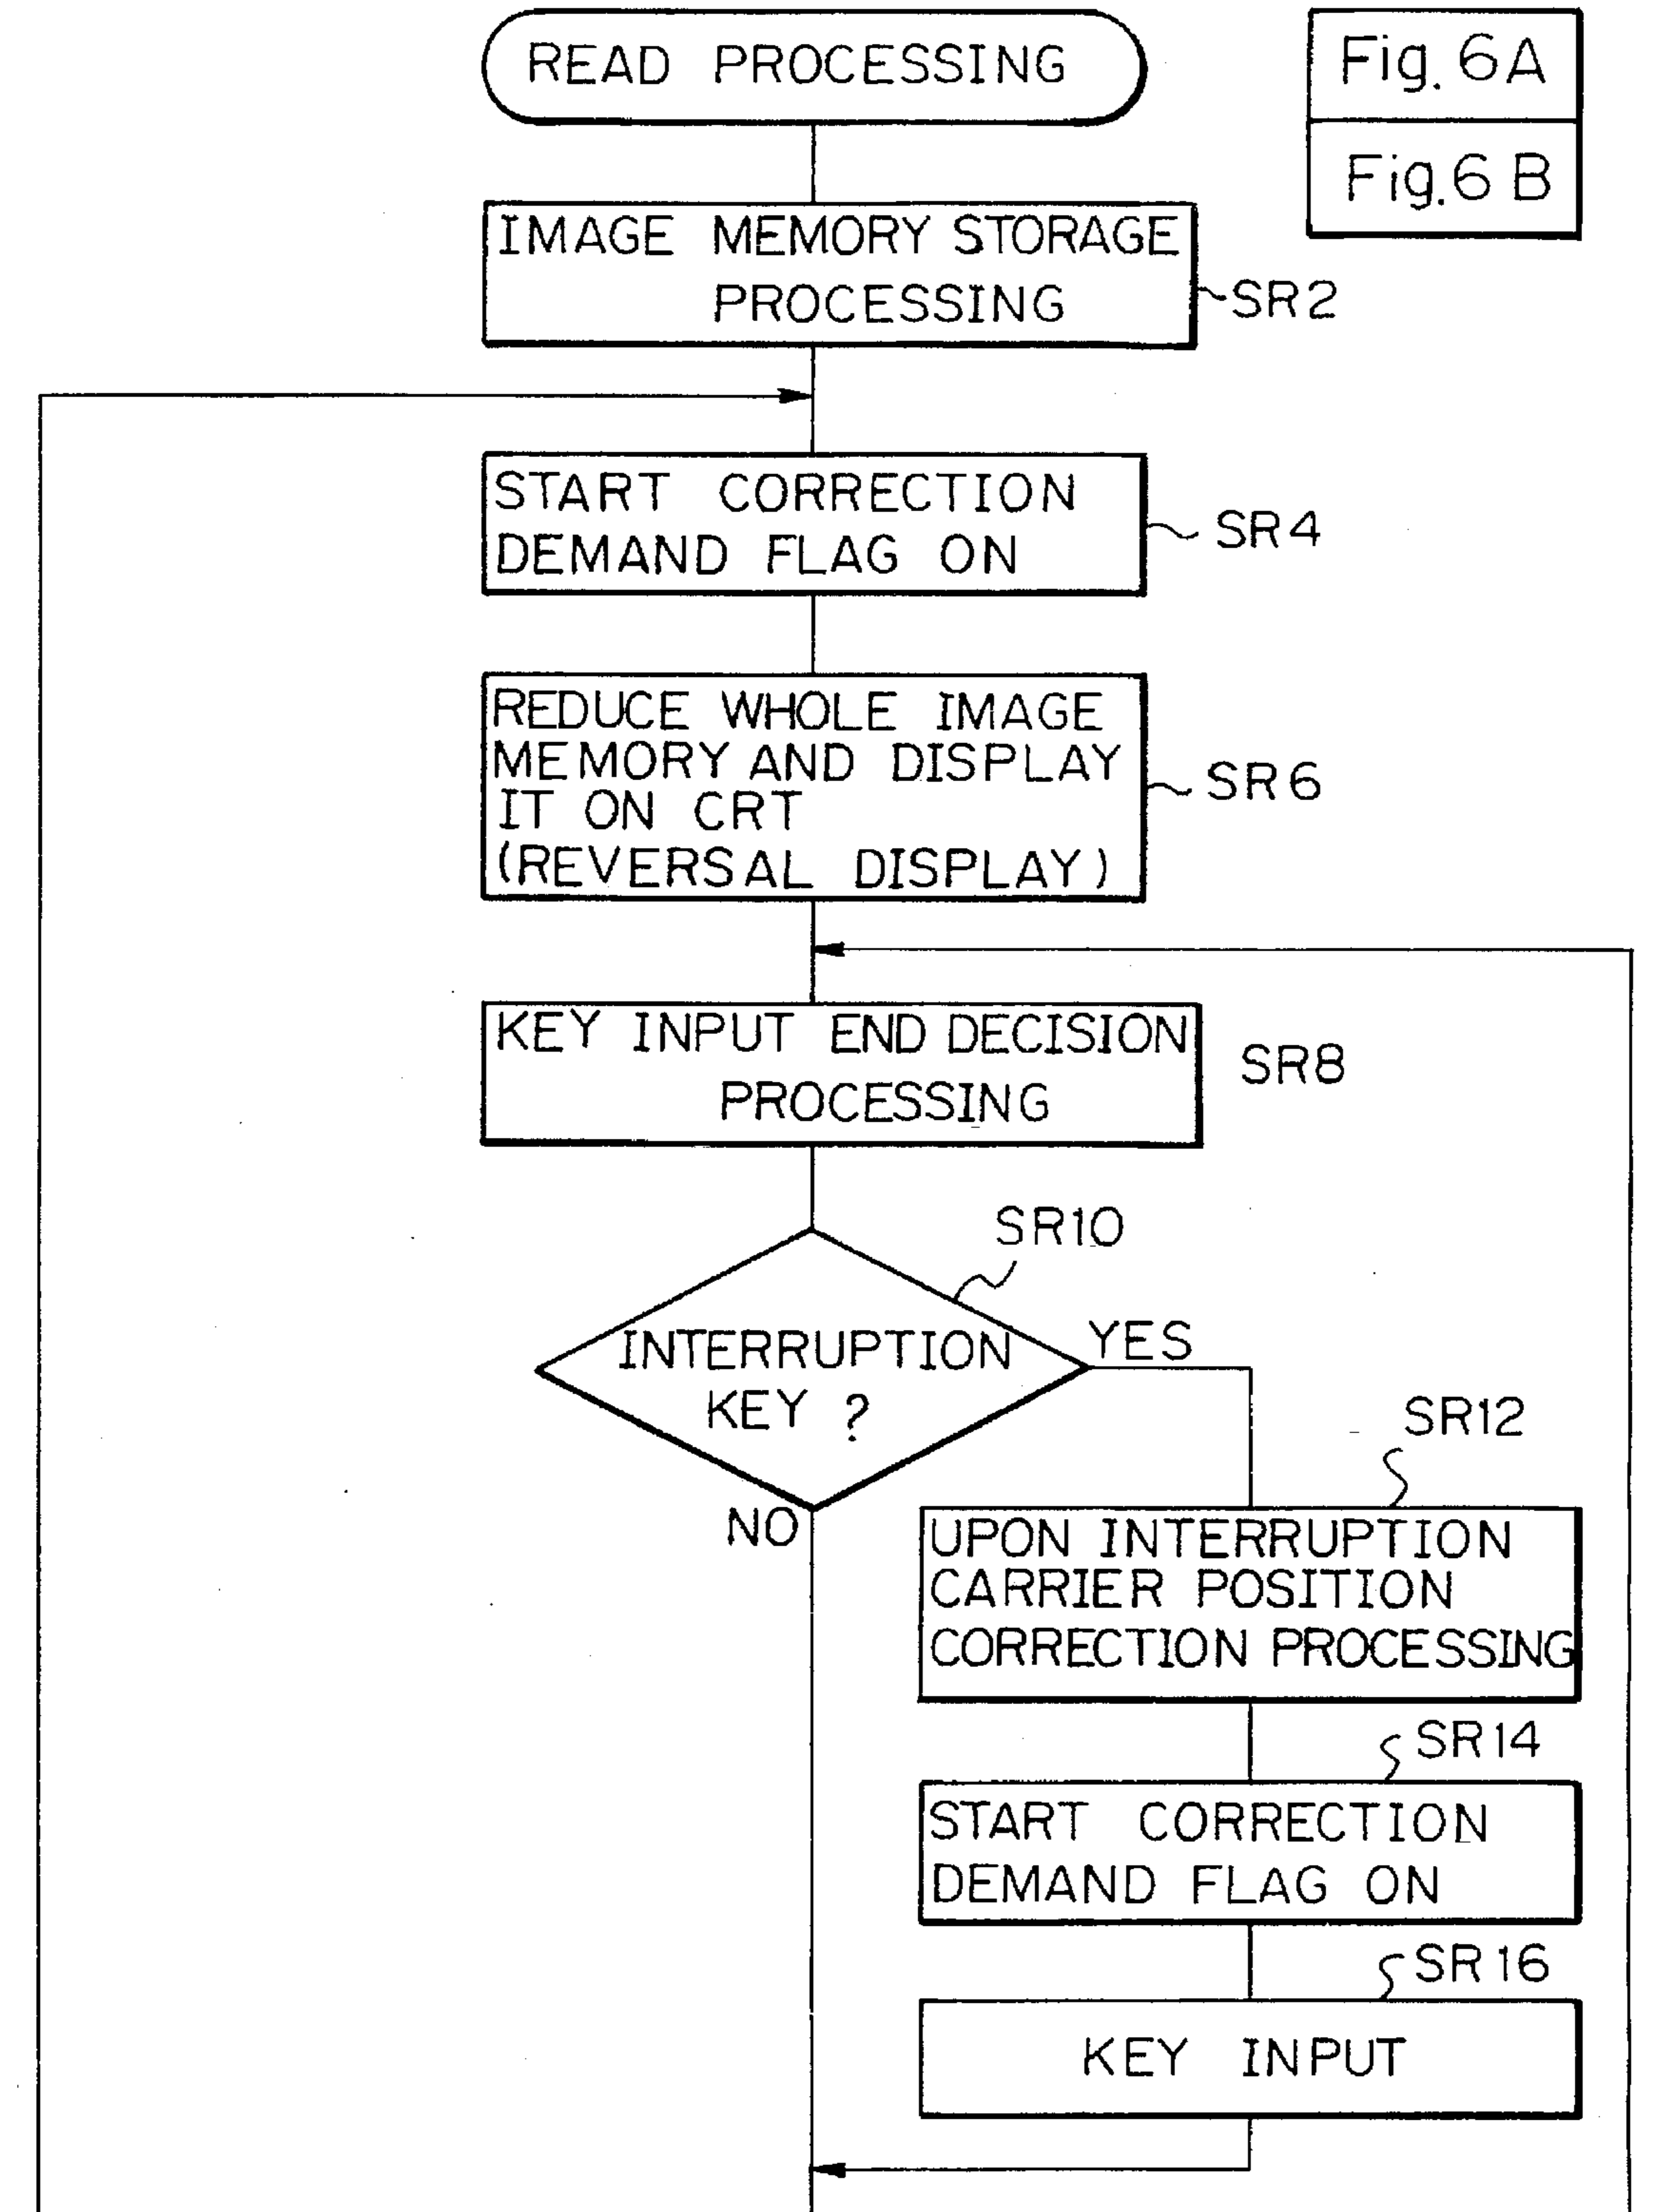 READ PROCESSING
Fig. 6A
Fig. 6B
IMAGE MEMORY STORAGE
PROCESSING
SR2
START CORRECTION
DEMAND FLAG ON
SR4
REDUCE WHOLE IMAGE
MEMORY AND DISPLAY
IT ON CRT
(REVERSAL DISPLAY)
SR6
KEY INPUT END DECISION
PROCESSING
SR8
SR10
INTERRUPTION
KEY ?
YES
NO
SR12
UPON INTERRUPTION
CARRIER POSITION
CORRECTION PROCESSING
SR14
START CORRECTION
DEMAND FLAG ON
SR16
KEY INPUT